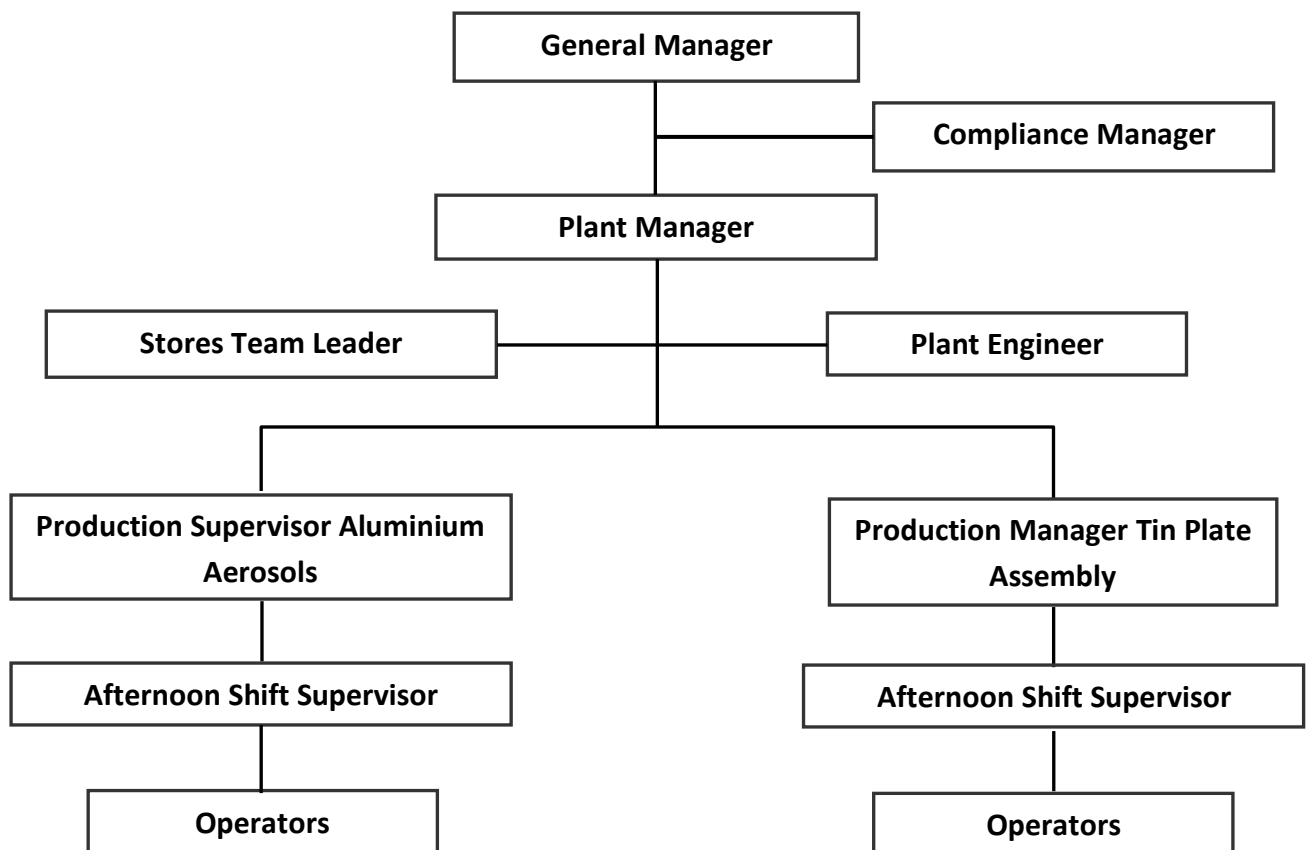 General Manager
Compliance Manager
Plant Manager
Stores Team Leader
Plant Engineer
Production Supervisor Aluminium
Aerosols
Production Manager Tin Plate
Assembly
Afternoon Shift Supervisor
Afternoon Shift Supervisor
Operators
Operators